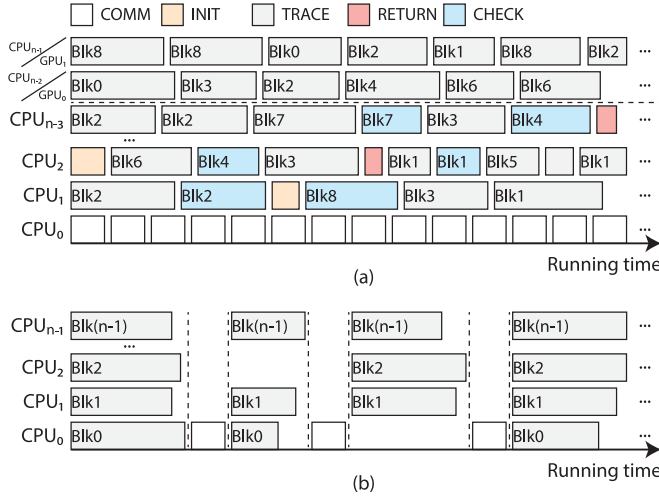 COMM INIT TRACE RETURN CHECK
CPUn-1 GPU1 Blk8 Blk8 Blk0 Blk2 Blk1 Blk8 Blk2 ...
CPUn-2 GPU0 Blk0 Blk3 Blk2 Blk4 Blk6 Blk6 ...
CPUn-3 Blk2 Blk2 Blk7 Blk7 Blk3 Blk4 ...
...
CPU2 Blk6 Blk4 Blk3 Blk1 Blk1 Blk5 Blk1 ...
CPU1 Blk2 Blk2 Blk8 Blk3 Blk1 ...
CPU0 ...
Running time
(a)
CPUn-1 Blk(n-1) Blk(n-1) Blk(n-1) Blk(n-1) ...
...
CPU2 Blk2 Blk2 Blk2 ...
CPU1 Blk1 Blk1 Blk1 Blk1 ...
CPU0 Blk0 Blk0 Blk0 ...
Running time
(b)